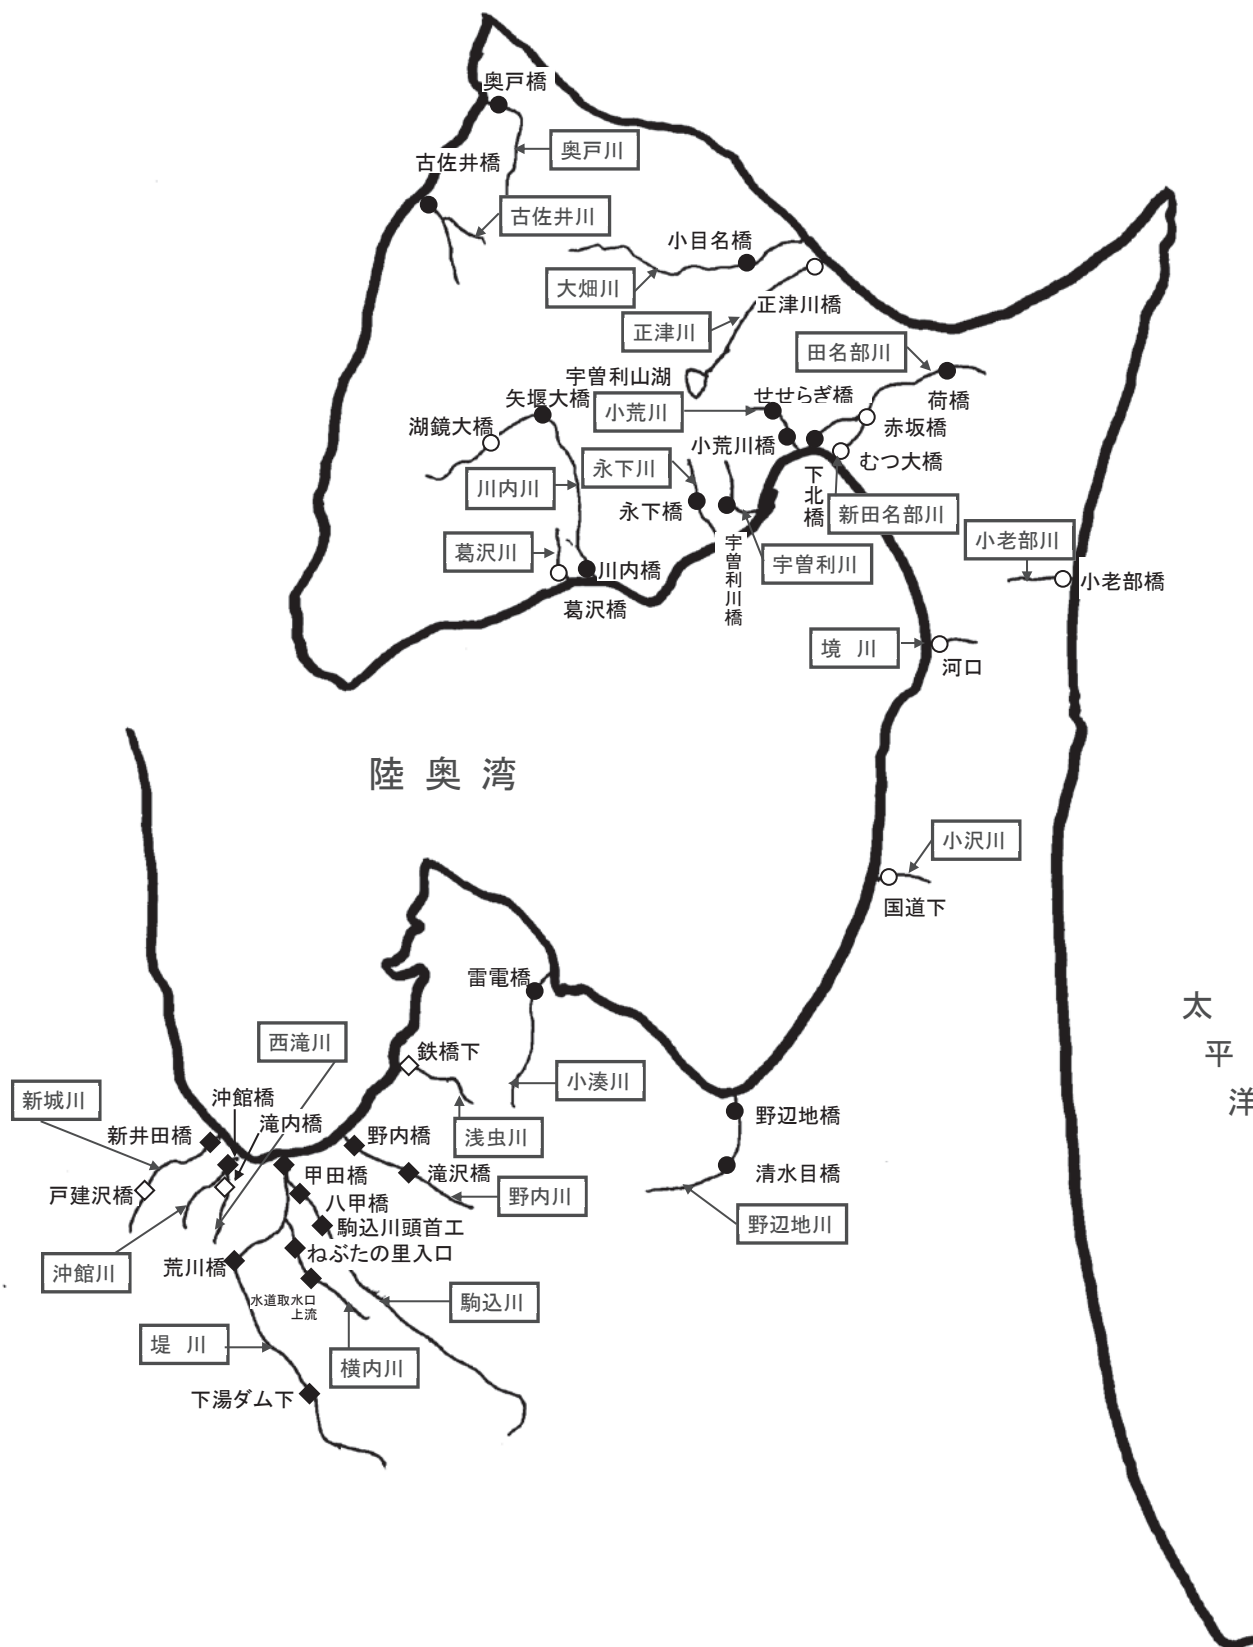 奥戸橋
奥戸川
古佐井橋
古佐井川
小目名橋
大畑川
正津川橋
正津川
田名部川
宇曽利山湖
せせらぎ橋
荷橋
矢堰大橋
小荒川
湖鏡大橋
赤坂橋
小荒川橋
むつ大橋
永下川
川内川
下北橋
永下橋
新田名部川
葛沢川
宇曽利川橋
宇曽利川
小老部川
川内橋
小老部橋
葛沢橋
境 川
河口
陸奥湾
小沢川
国道下
雷電橋
太平洋
西滝川
鉄橋下
小湊川
新城川
沖館橋
滝内橋
浅虫川
野辺地橋
新井田橋
野内橋
甲田橋
滝沢橋
清水目橋
戸建沢橋
八甲橋
野内川
駒込川頭首工
野辺地川
ねぶたの里入口
沖館川
荒川橋
水道取水口
上流
駒込川
堤 川
横内川
下湯ダム下